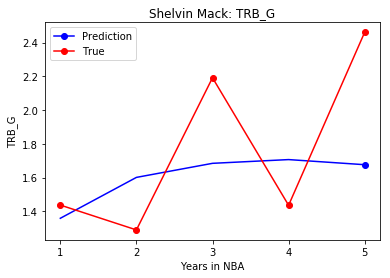 Shelvin Mack: TRB_G
Prediction
True
2.4
2.2
2.0
1.8
1.6
1.4
TRB_G
1
2
3
4
5
Years in NBA